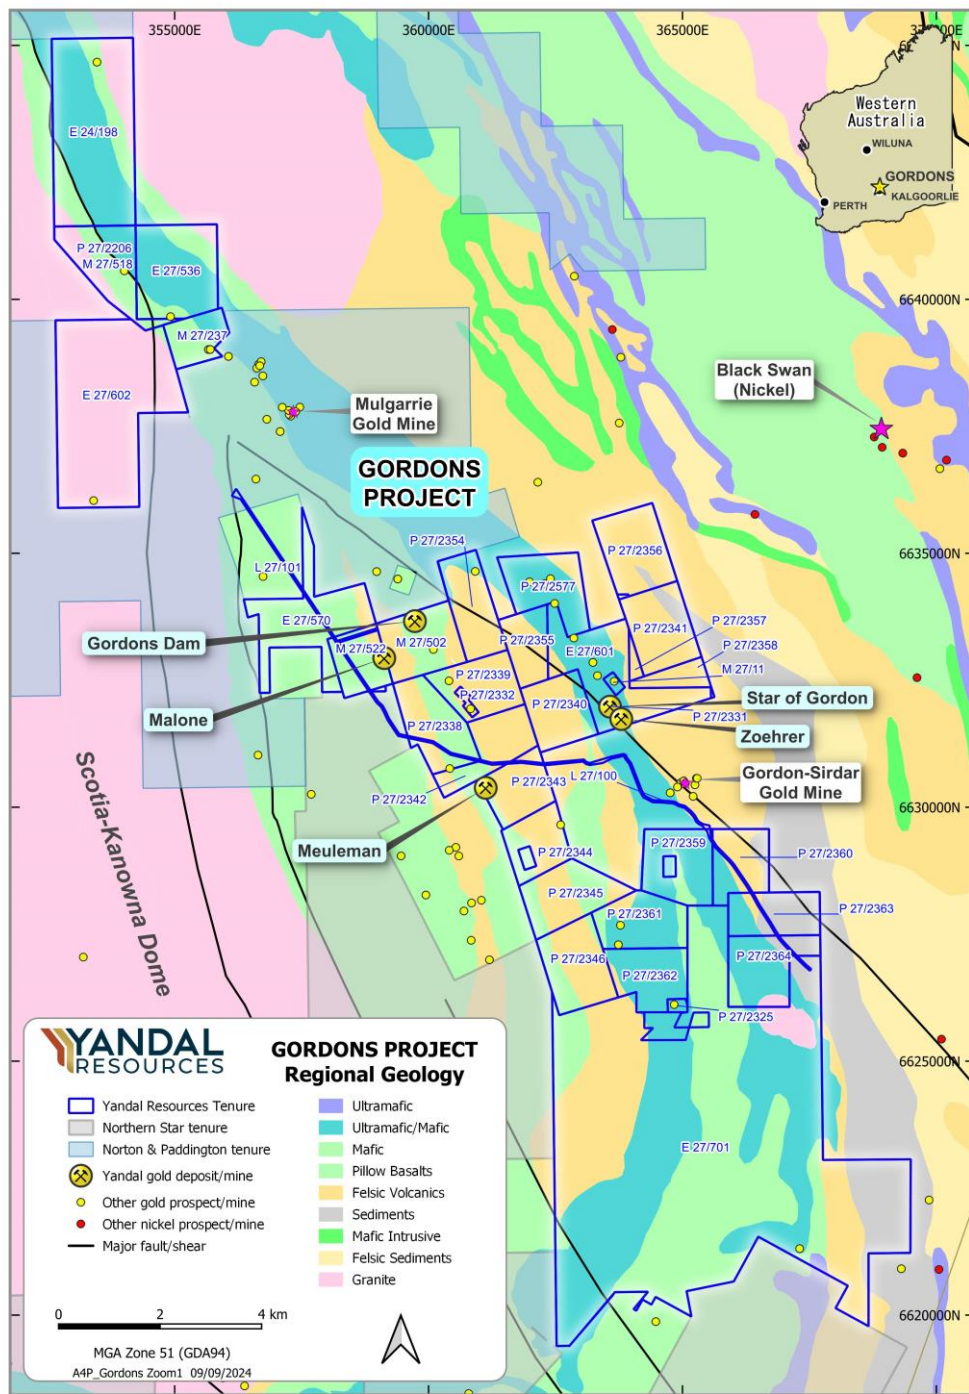 355000E
360000E
365000E
370000E
6640000N
6635000N
6630000N
6625000N
6620000N
Western
Australia
WILUNA
GORDONS
KALGOORLIE
PERTH
E 24/198
P 27/2206
M 27/518
E 27/536
M 27/237
E 27/602
Mulgarrie
Gold Mine
Black Swan
(Nickel)
GORDONS
PROJECT
P 27/2354
P 27/2356
L 27/101
P 27/2577
E 27/570
P 27/2341
P 27/2357
P 27/2358
Gordons Dam
M 27/522
M 27/502
P 27/2355
E 27/601
M 27/11
P 27/2339
P 27/2332
Malone
P 27/2338
P 27/2340
Star of Gordon
P 27/2331
Zoehrer
P 27/2342
P 27/2343
L 27/100
Gordon-Sirdar
Gold Mine
Meuleman
P 27/2344
P 27/2359
P 27/2360
P 27/2345
P 27/2361
P 27/2363
P 27/2346
P 27/2362
P 27/2364
P 27/2325
E 27/701
Scotia-Kanowna Dome
YANDAL
RESOURCES
GORDONS PROJECT
Regional Geology
Yandal Resources Tenure
Northern Star tenure
Norton & Paddington tenure
Yandal gold deposit/mine
Other gold prospect/mine
Other nickel prospect/mine
Major fault/shear
Ultramafic
Ultramafic/Mafic
Mafic
Pillow Basalts
Felsic Volcanics
Sediments
Mafic Intrusive
Felsic Sediments
Granite
0 2 4 km
MGA Zone 51 (GDA94)
A4P_Gordons Zoom1 09/09/2024